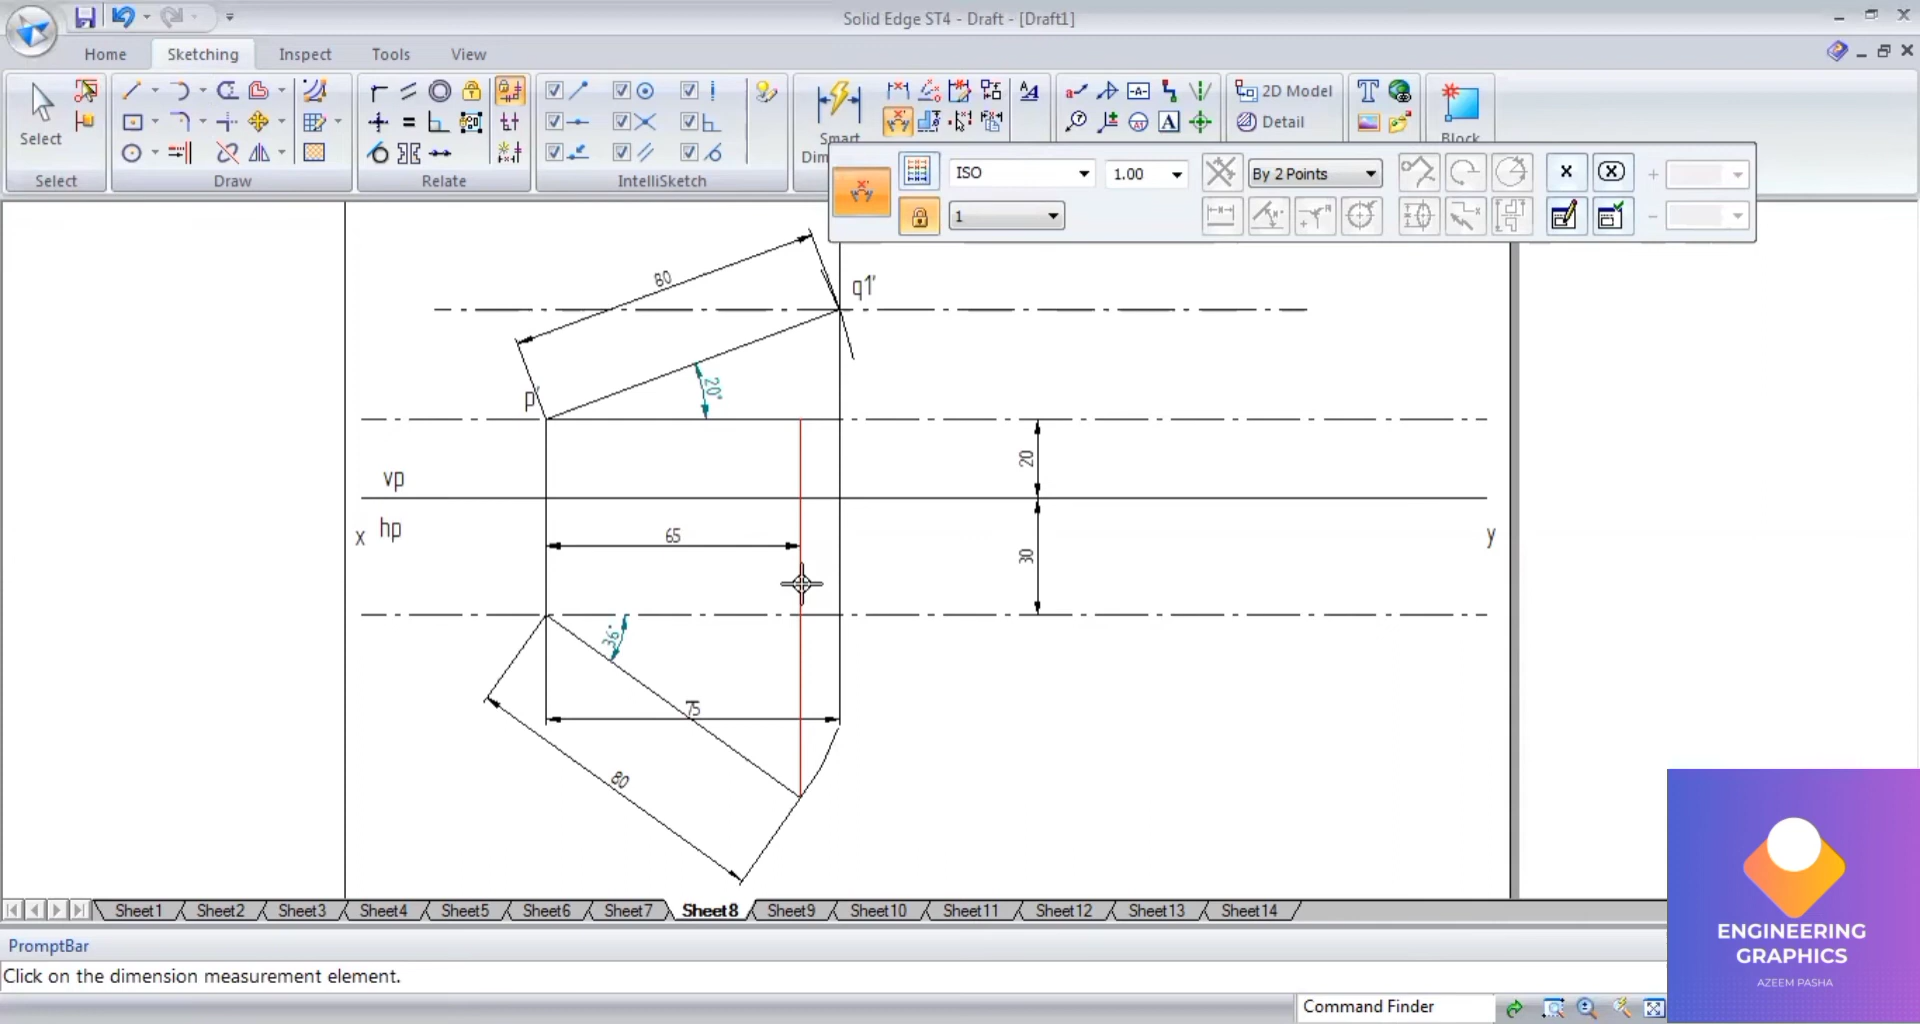 Solid Edge ST4 - Draft - [Draft1]
Home Sketching Inspect Tools View
Select
Smart
2D Model
Detail
Block
Select Draw Relate IntelliSketch
ISO 1.00 By 2 Points
1
80
q1'
20°
p'
20
vp
hp
x
65
30
y
36°
75
80
Sheet1 Sheet2 Sheet3 Sheet4 Sheet5 Sheet6 Sheet7 Sheet8 Sheet9 Sheet10 Sheet11 Sheet12 Sheet13 Sheet14
PromptBar
Click on the dimension measurement element.
Command Finder
ENGINEERING
GRAPHICS
AZEEM PASHA